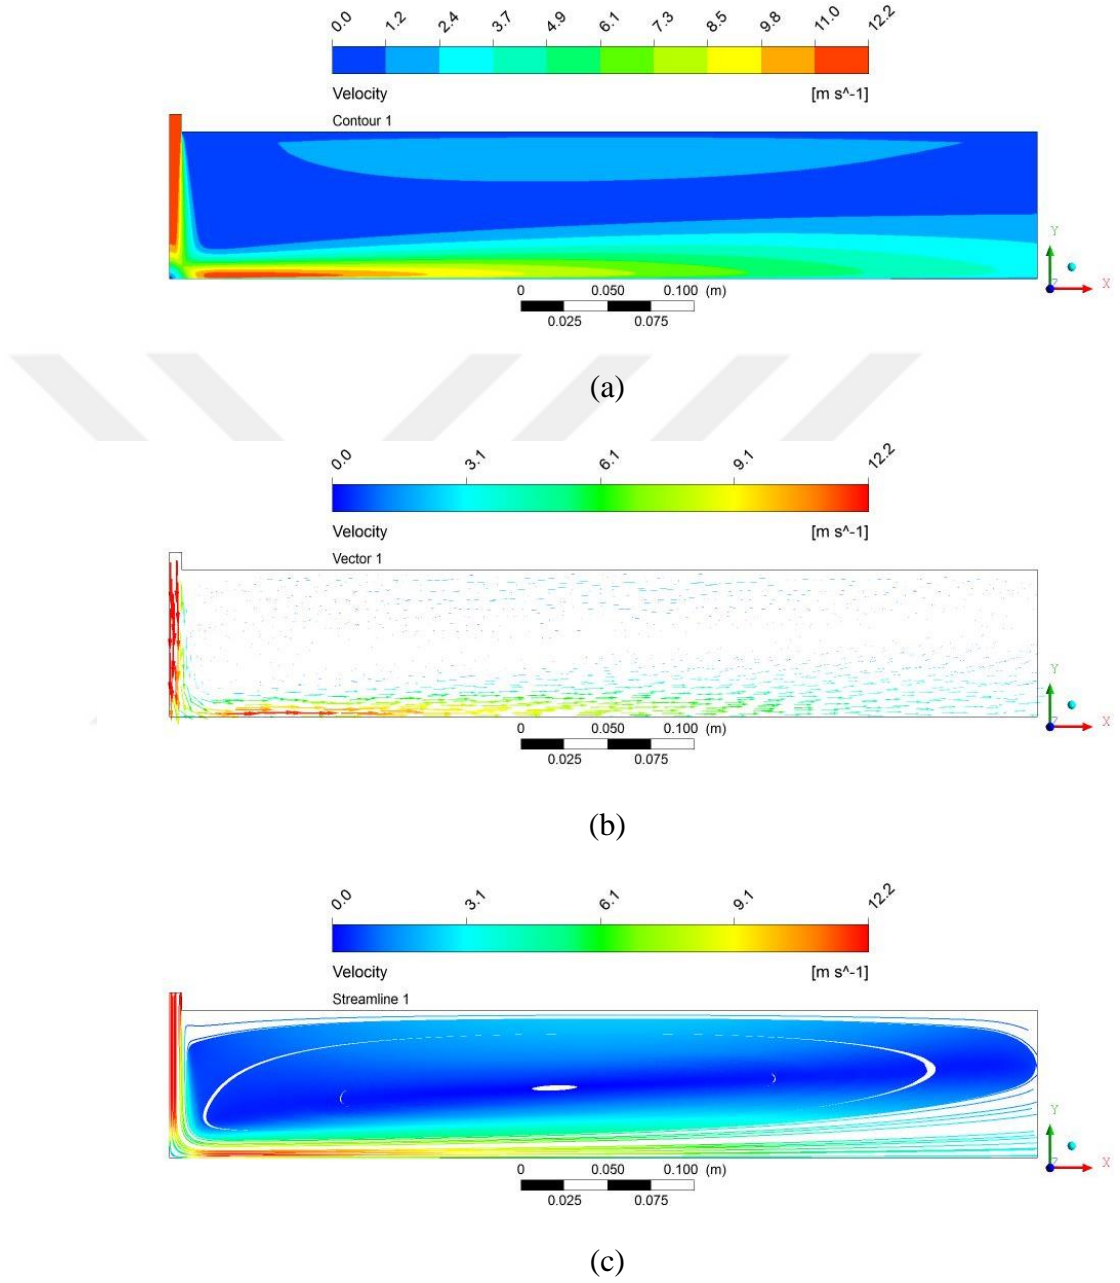 0.0 1.2 2.4 3.7 4.9 6.1 7.3 8.5 9.8 11.0 12.2
Velocity [m s^-1]
Contour 1
Y
X
0 0.050 0.100 (m)
0.025 0.075
(a)
0.0 3.1 6.1 9.1 12.2
Velocity [m s^-1]
Vector 1
Y
X
0 0.050 0.100 (m)
0.025 0.075
(b)
0.0 3.1 6.1 9.1 12.2
Velocity [m s^-1]
Streamline 1
Y
X
0 0.050 0.100 (m)
0.025 0.075
(c)